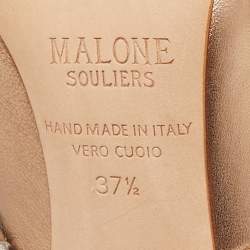 MALONE
SOULIERS
HAND MADE IN ITALY
VERO CUOIO
37½